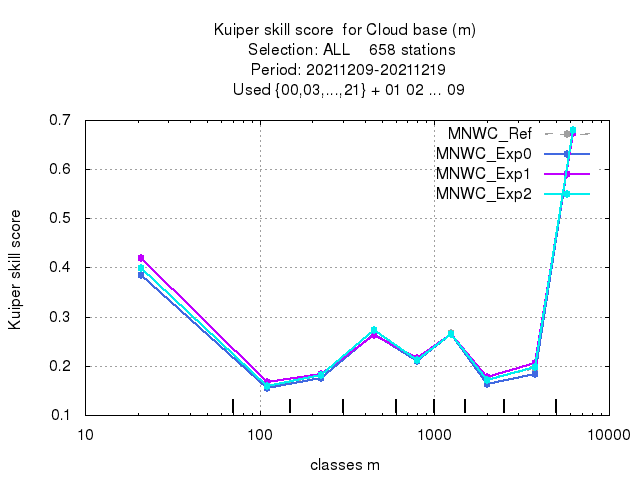 Kuiper skill score  for Cloud base (m)
Selection: ALL    658 stations
Period: 20211209-20211219
Used {00,03,...,21} + 01 02 ... 09
0.7
0.6
0.5
0.4
0.3
0.2
0.1
Kuiper skill score
MNWC_Ref
MNWC_Exp0
MNWC_Exp1
MNWC_Exp2
10
100
1000
10000
classes m